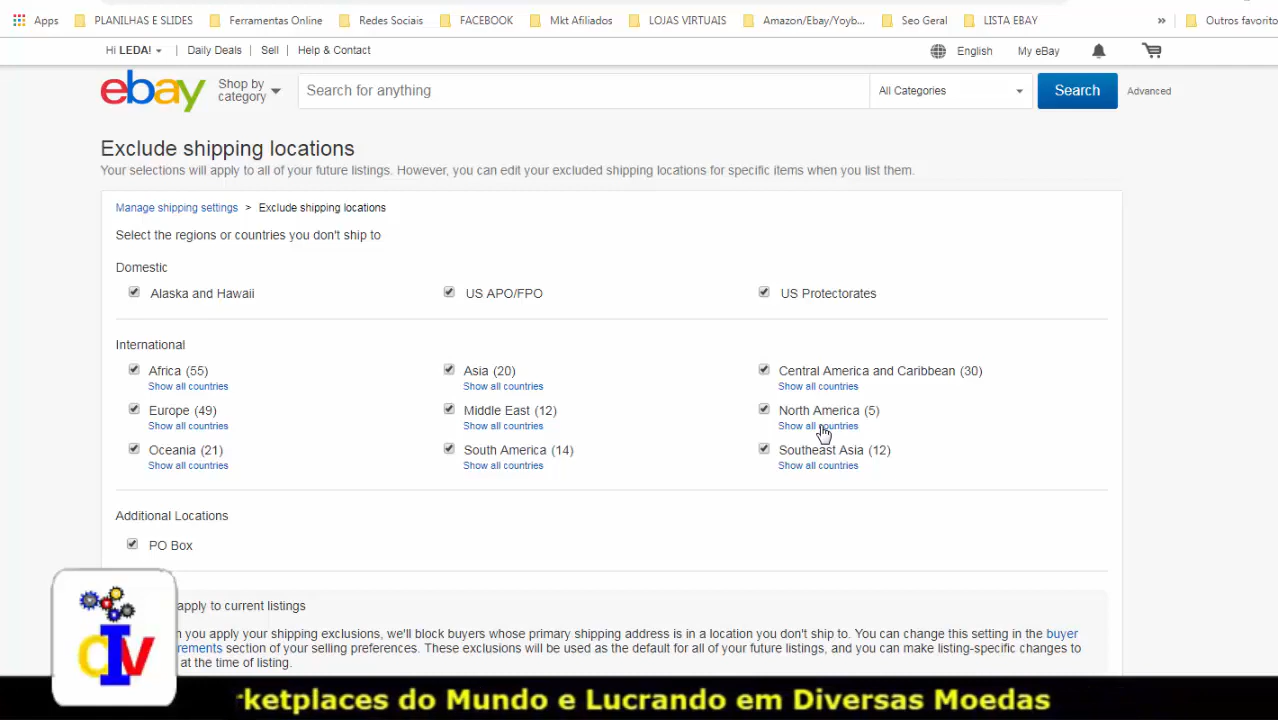 Apps PLANILHAS E SLIDES Ferramentas Online Redes Sociais FACEBOOK Mkt Afiliados LOJAS VIRTUAIS Amazon/Ebay/Yoyb... Seo Geral LISTA EBAY » Outros favorito
Hi LEDA! Daily Deals Sell Help & Contact English My eBay
ebay Shop by category Search for anything All Categories Search Advanced
Exclude shipping locations
Your selections will apply to all of your future listings. However, you can edit your excluded shipping locations for specific items when you list them.
Manage shipping settings > Exclude shipping locations
Select the regions or countries you don't ship to
Domestic
Alaska and Hawaii US APO/FPO US Protectorates
International
Africa (55) Asia (20) Central America and Caribbean (30)
Show all countries Show all countries Show all countries
Europe (49) Middle East (12) North America (5)
Show all countries Show all countries Show all countries
Oceania (21) South America (14) Southeast Asia (12)
Show all countries Show all countries Show all countries
Additional Locations
PO Box
apply to current listings
you apply your shipping exclusions, we'll block buyers whose primary shipping address is in a location you don't ship to. You can change this setting in the buyer
rements section of your selling preferences. These exclusions will be used as the default for all of your future listings, and you can make listing-specific changes to
at the time of listing.
CIV
rketplaces do Mundo e Lucrando em Diversas Moedas